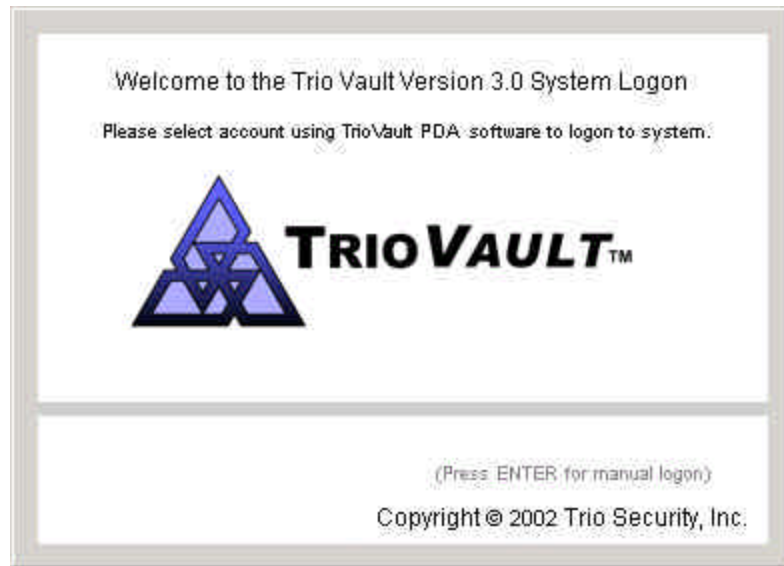 Welcome to the Trio Vault Version 3.0 System Logon
Please select account using TrioVault PDA software to logon to system.
TRIOVAULT™
(Press ENTER for manual logon)
Copyright © 2002 Trio Security, Inc.